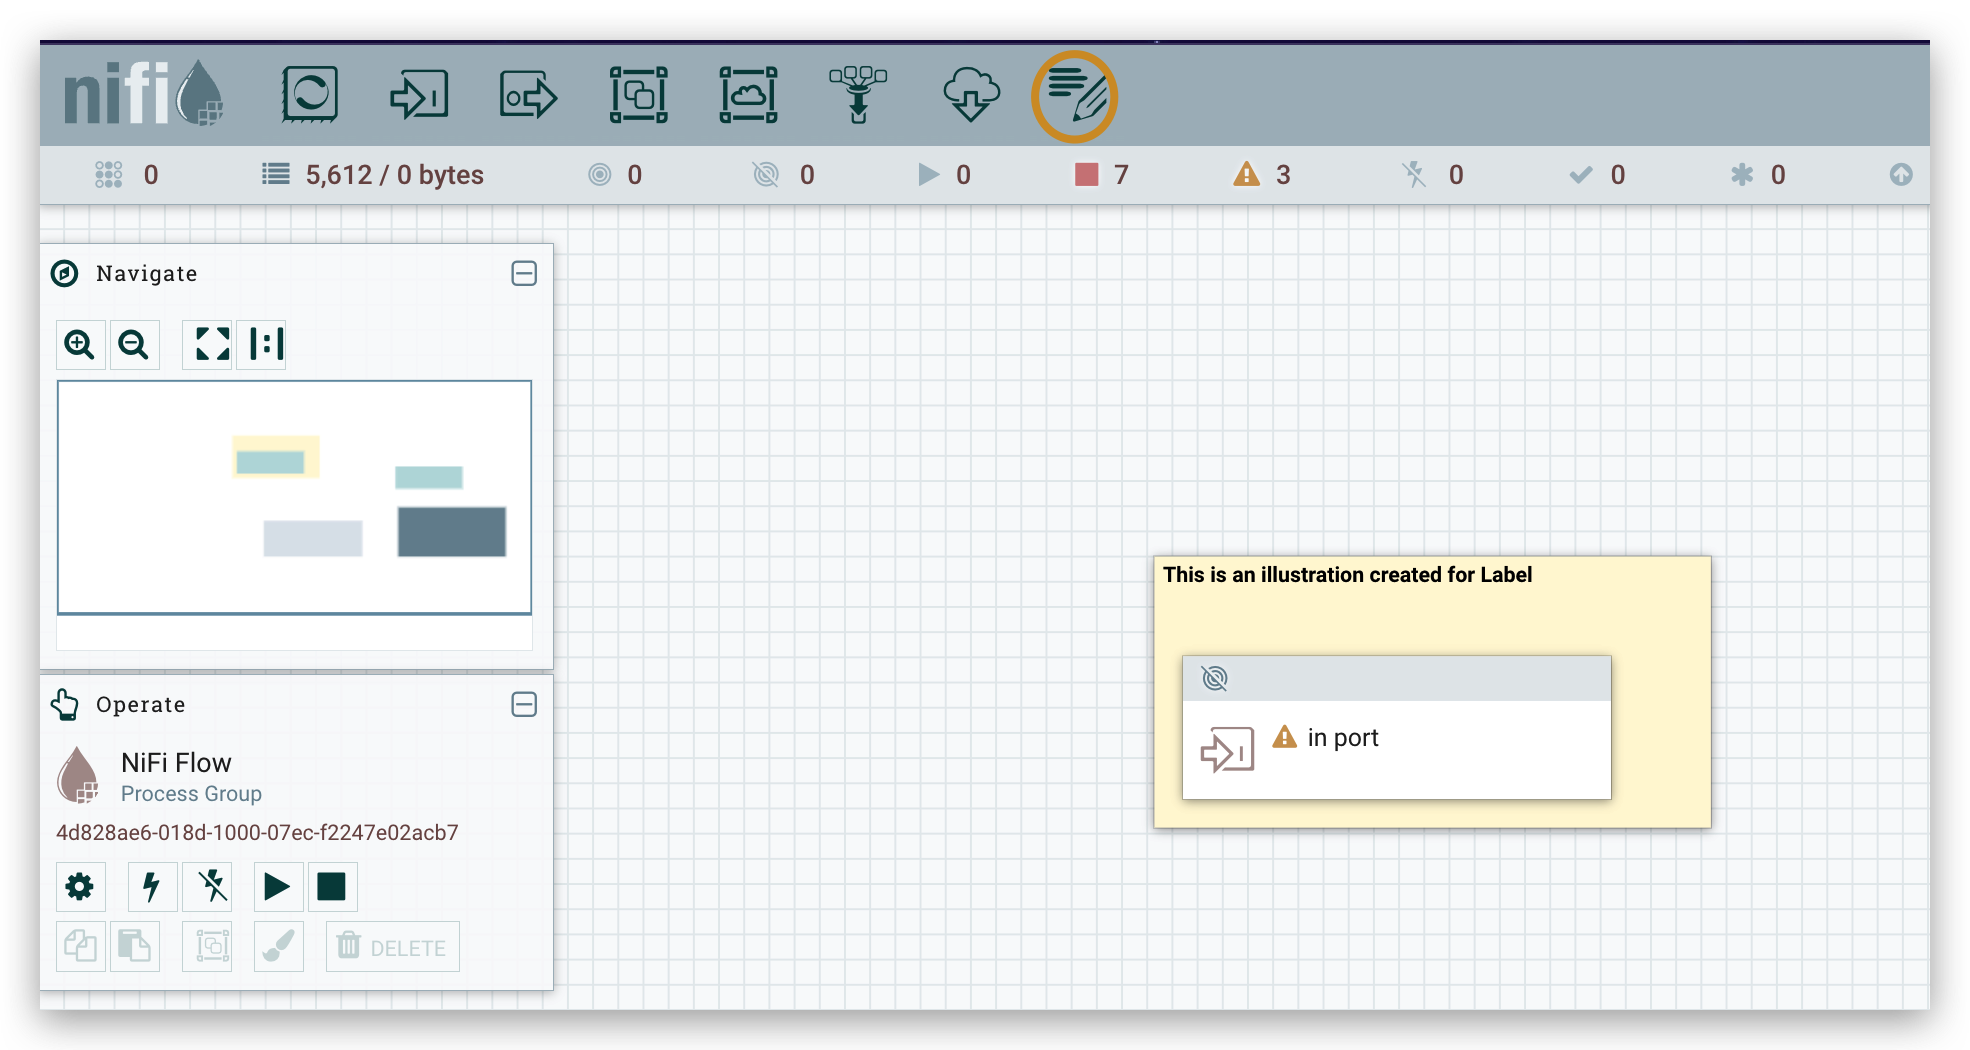 nifi
0 5,612 / 0 bytes 0 0 0 7 3 0 0 0
Navigate
Operate
NiFi Flow
Process Group
4d828ae6-018d-1000-07ec-f2247e02acb7
DELETE
This is an illustration created for Label
in port